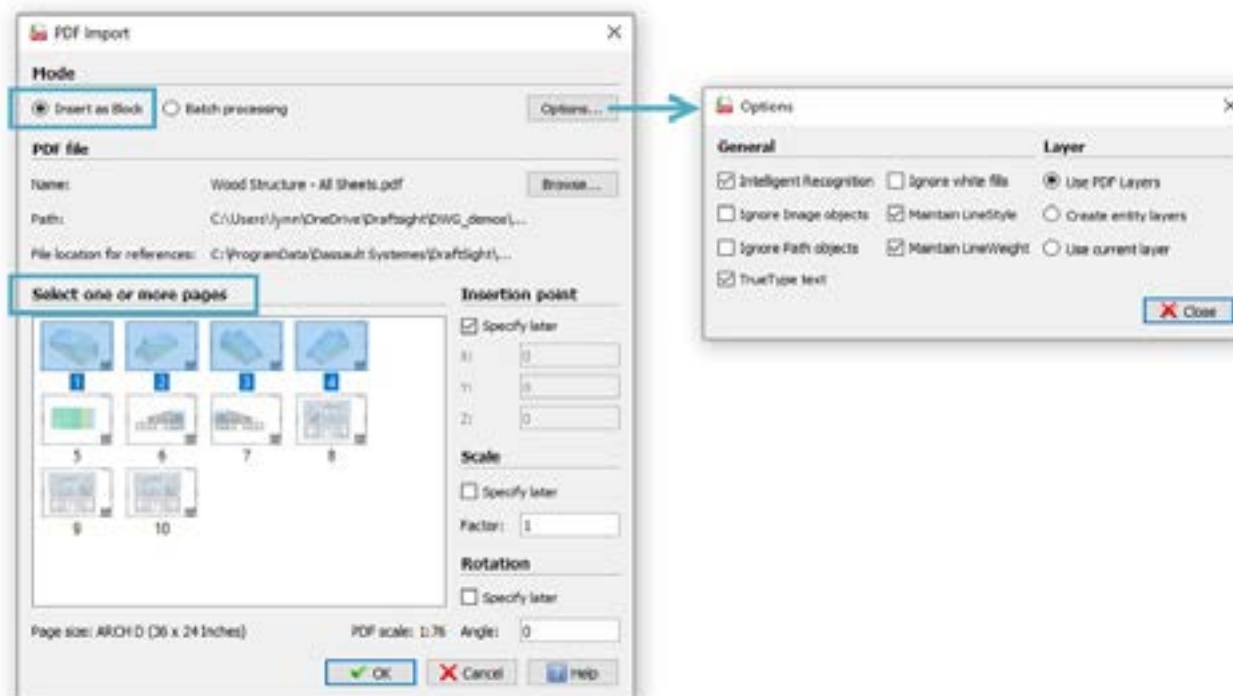 PDF Import
Mode
Insert as Block Batch processing Options...
PDF file
Name: Wood Structure - All Sheets.pdf Browse...
Path: C:\Users\lynn\OneDrive\Draftsight\DWG_demos\...
File location for references: C:\ProgramData\Dassault Systemes\DraftSight\...
Select one or more pages
1 2 3 4
5 6 7 8
9 10
Page size: ARCH D (36 x 24 Inches) PDF scale: 1:76
Insertion point
Specify later
X: 0
Y: 0
Z: 0
Scale
Specify later
Factor: 1
Rotation
Specify later
Angle: 0
OK Cancel Help
Options
General
Intelligent Recognition Ignore white fills
Ignore Image objects Maintain LineStyle
Ignore Path objects Maintain LineWeight
TrueType text
Layer
Use PDF Layers
Create entity layers
Use current layer
Close